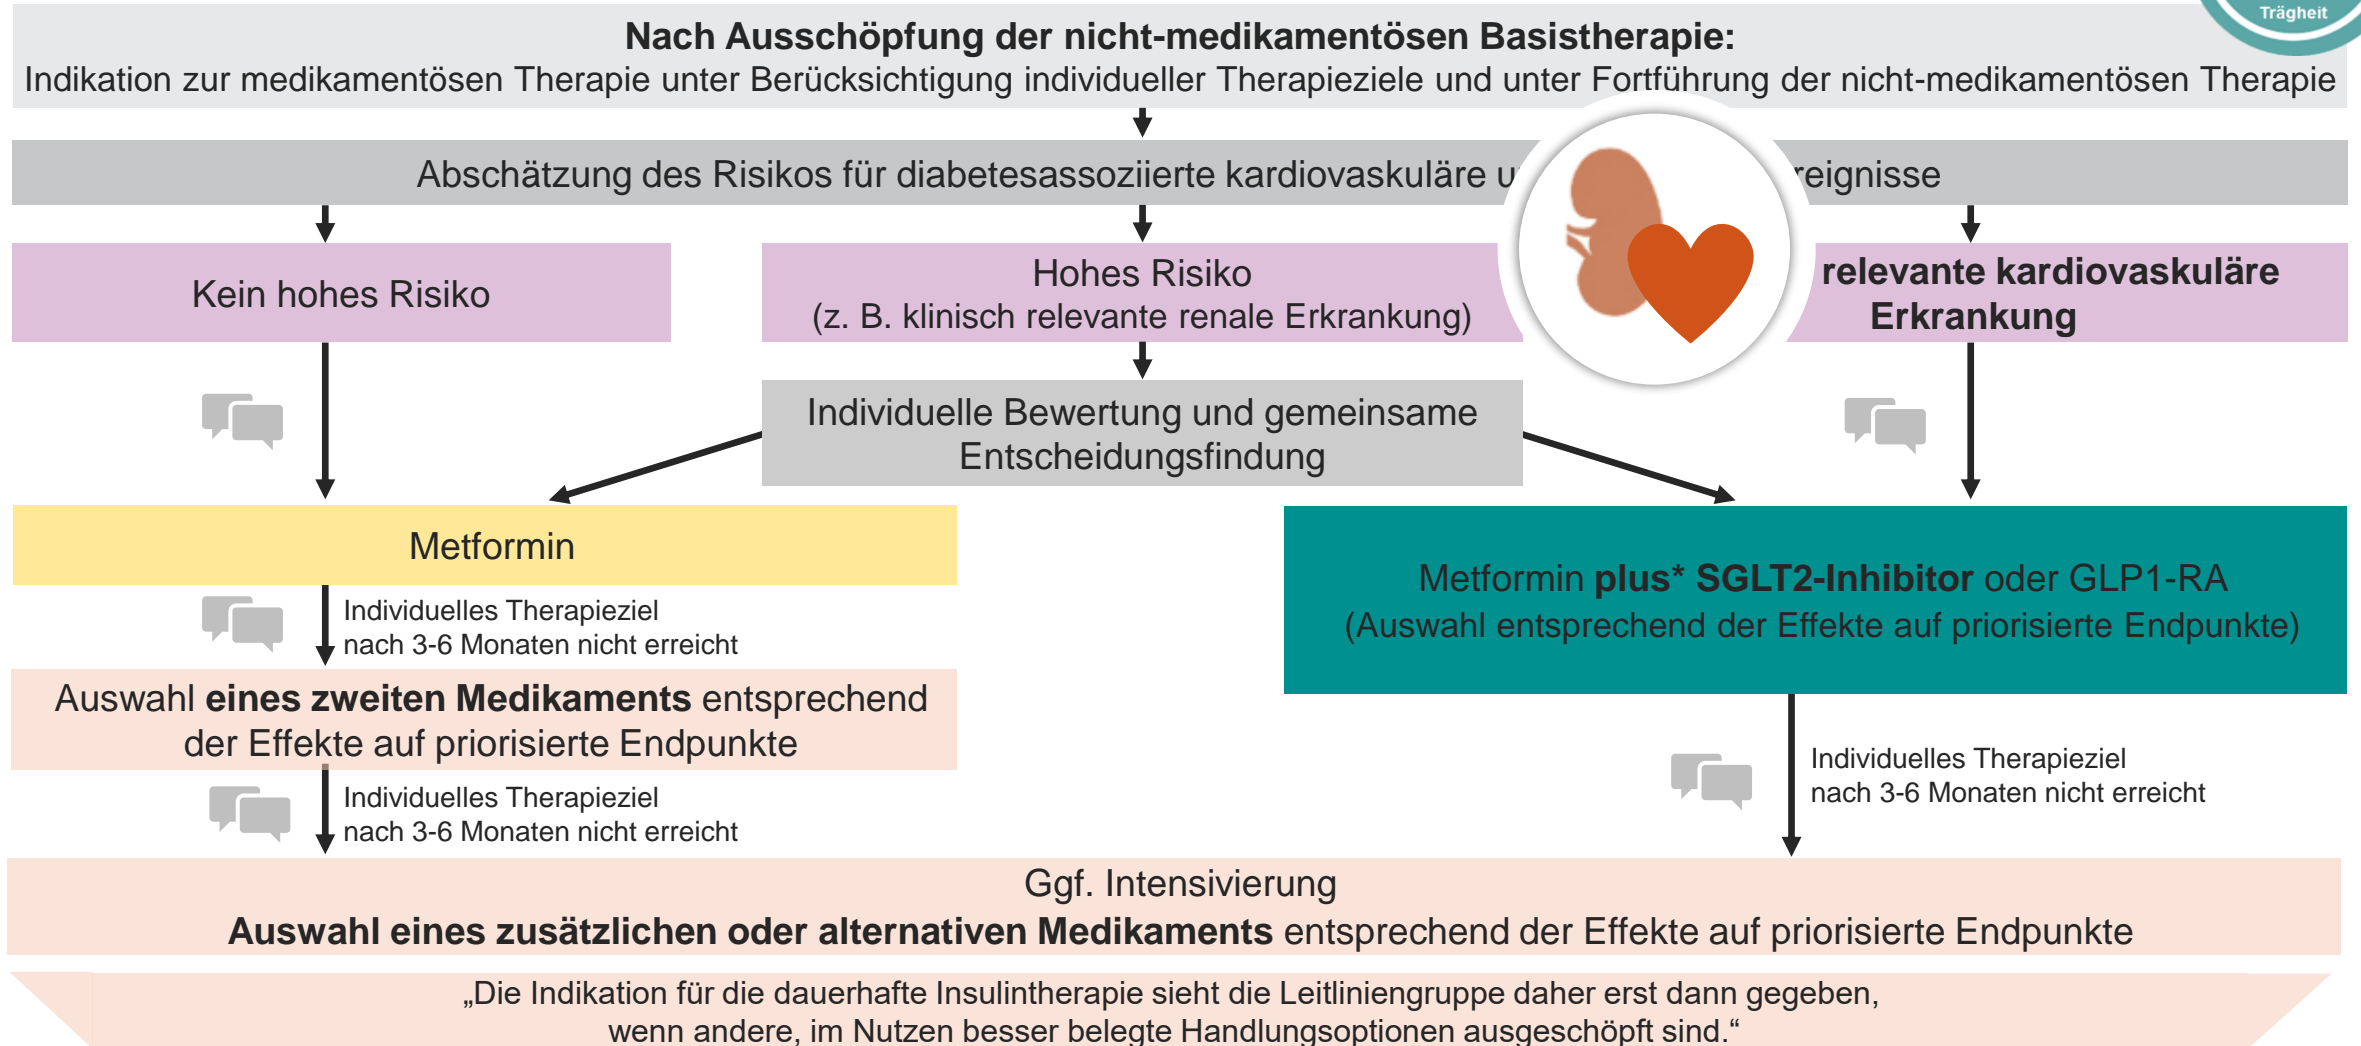 Trägheit
Nach Ausschöpfung der nicht-medikamentösen Basistherapie:
Indikation zur medikamentösen Therapie unter Berücksichtigung individueller Therapieziele und unter Fortführung der nicht-medikamentösen Therapie
Abschätzung des Risikos für diabetesassoziierte kardiovaskuläre
Kein hohes Risiko
Hohes Risiko
(z. B. klinisch relevante renale Erkrankung)
relevante kardiovaskuläre
Erkrankung
Individuelle Bewertung und gemeinsame
Entscheidungsfindung
Metformin
Metformin plus* SGLT2-Inhibitor oder GLP1-RA
(Auswahl entsprechend der Effekte auf priorisierte Endpunkte)
Individuelles Therapieziel
nach 3-6 Monaten nicht erreicht
Auswahl eines zweiten Medikaments entsprechend
der Effekte auf priorisierte Endpunkte
Individuelles Therapieziel
nach 3-6 Monaten nicht erreicht
Individuelles Therapieziel
nach 3-6 Monaten nicht erreicht
Ggf. Intensivierung
Auswahl eines zusätzlichen oder alternativen Medikaments entsprechend der Effekte auf priorisierte Endpunkte
„Die Indikation für die dauerhafte Insulintherapie sieht die Leitliniengruppe daher erst dann gegeben,
wenn andere, im Nutzen besser belegte Handlungsoptionen ausgeschöpft sind.“